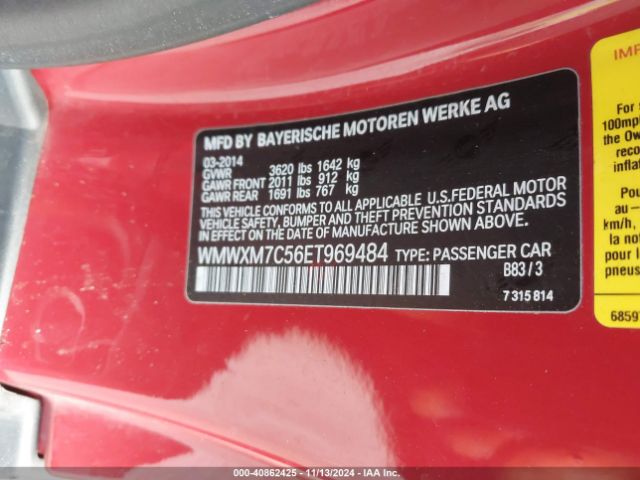 MFD BY BAYERISCHE MOTOREN WERKE AG
03-2014
GVWR 3620 lbs 1642 kg
GAWR FRONT 2011 lbs 912 kg
GAWR REAR 1691 lbs 767 kg
THIS VEHICLE CONFORMS TO ALL APPLICABLE U.S.FEDERAL MOTOR
VEHICLE SAFETY, BUMPER AND THEFT PREVENTION STANDARDS
IN EFFECT ON THE DATE OF MANUFACTURE SHOWN ABOVE.
WMWXM7C56ET969484 TYPE: PASSENGER CAR
B83 / 3
7 315 814
IMP
For
100mp
the Ow
reco
inflat
Pou
au-
km/h,
la no
pour l
pneus
6859
000-40862425 - 11/13/2024 - IAA Inc.